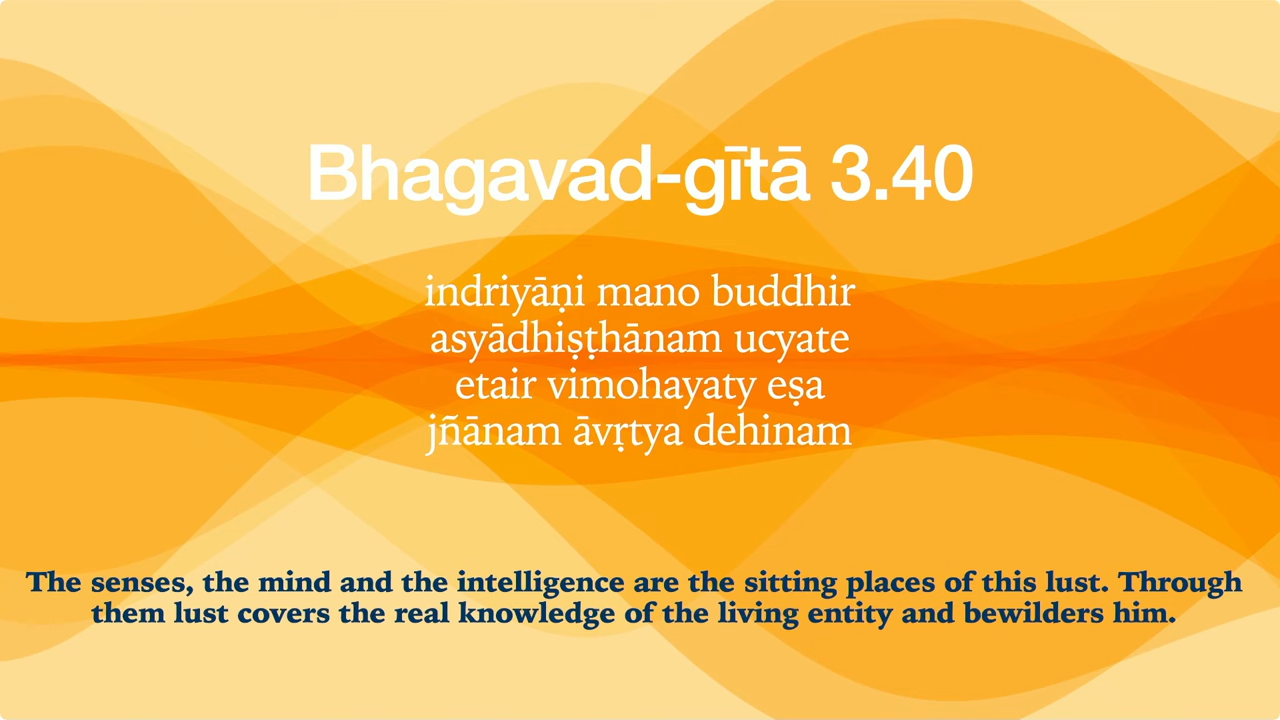 Bhagavad-gītā 3.40
indriyāṇi mano buddhir
asyādhiṣṭhānam ucyate
etair vimohayaty eṣa
jñānam āvṛtya dehinam
The senses, the mind and the intelligence are the sitting places of this lust. Through
them lust covers the real knowledge of the living entity and bewilders him.